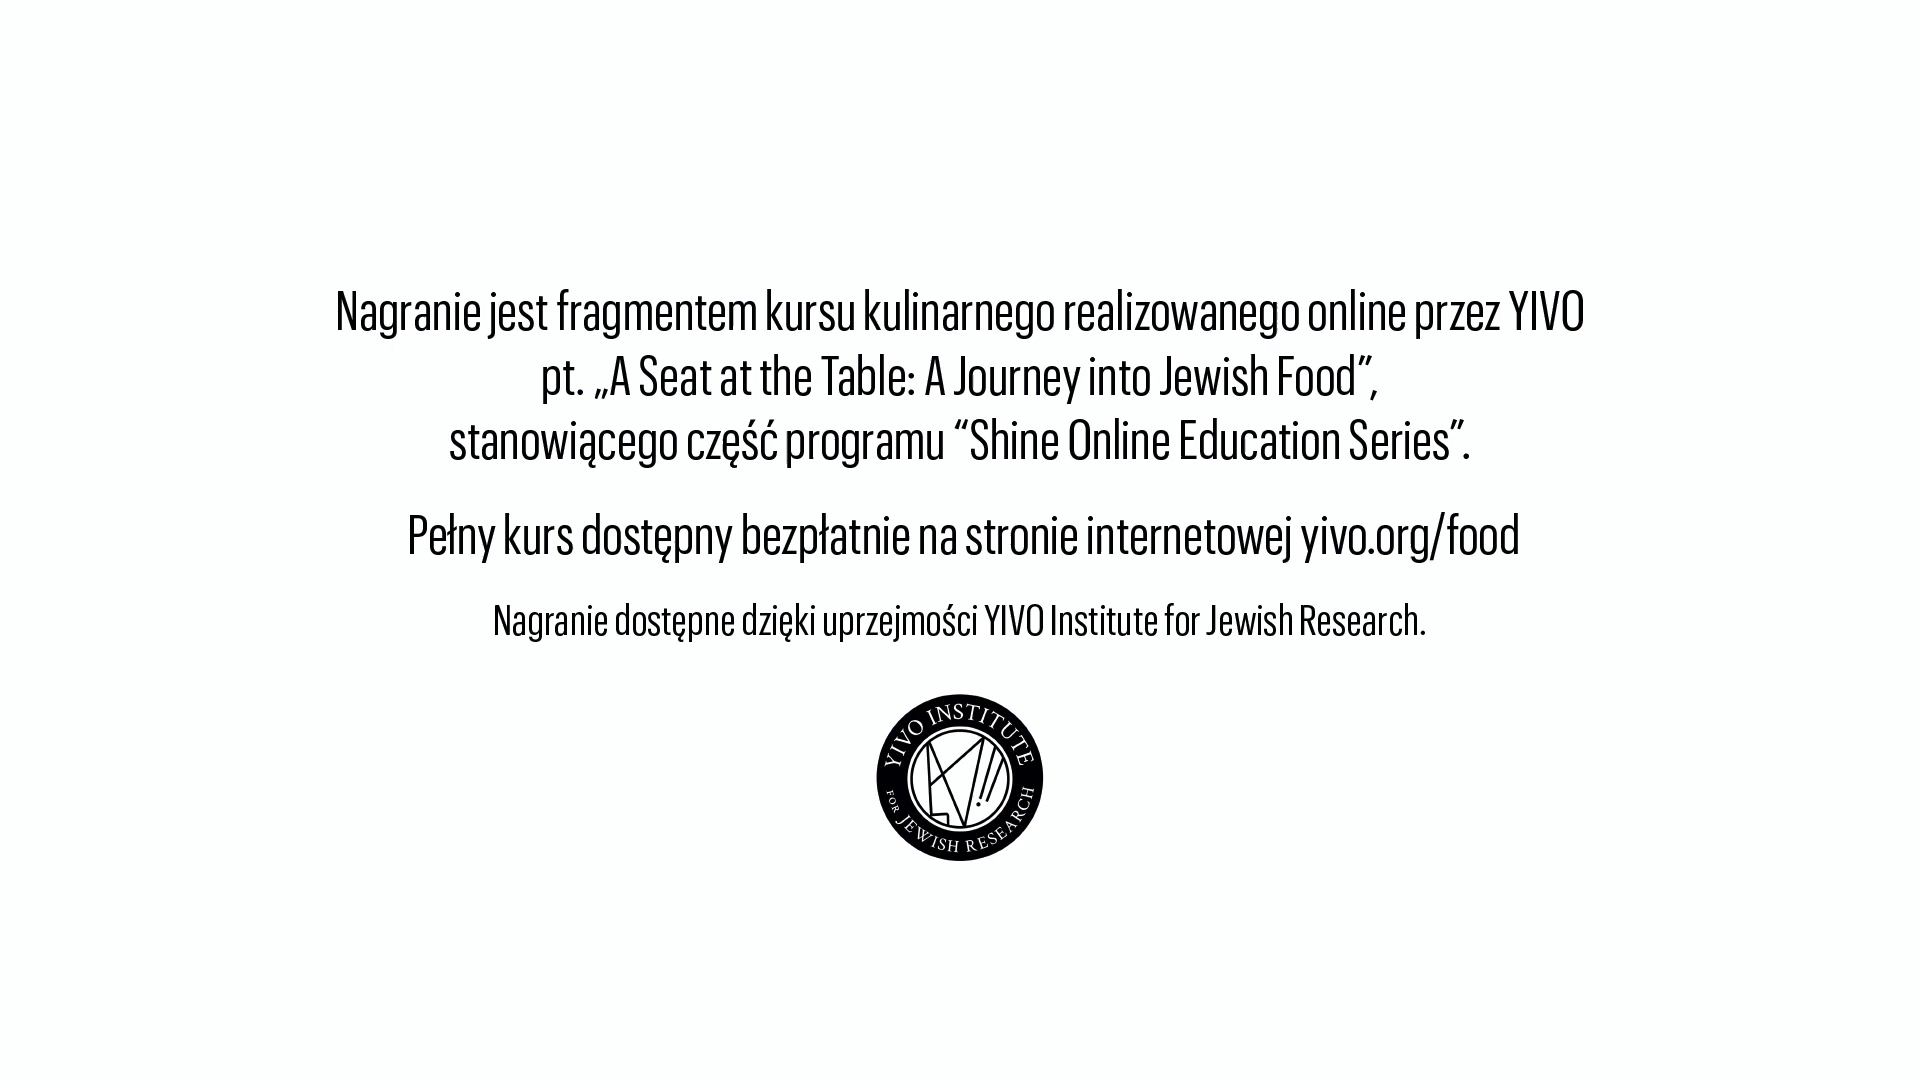 Nagranie jest fragmentem kursu kulinarnego realizowanego online przez YIVO
pt. „A Seat at the Table: A Journey into Jewish Food”,
stanowiącego część programu “Shine Online Education Series”.
Pełny kurs dostępny bezpłatnie na stronie internetowej yivo.org/food
Nagranie dostępne dzięki uprzejmości YIVO Institute for Jewish Research.
YIVO INSTITUTE
FOR JEWISH RESEARCH